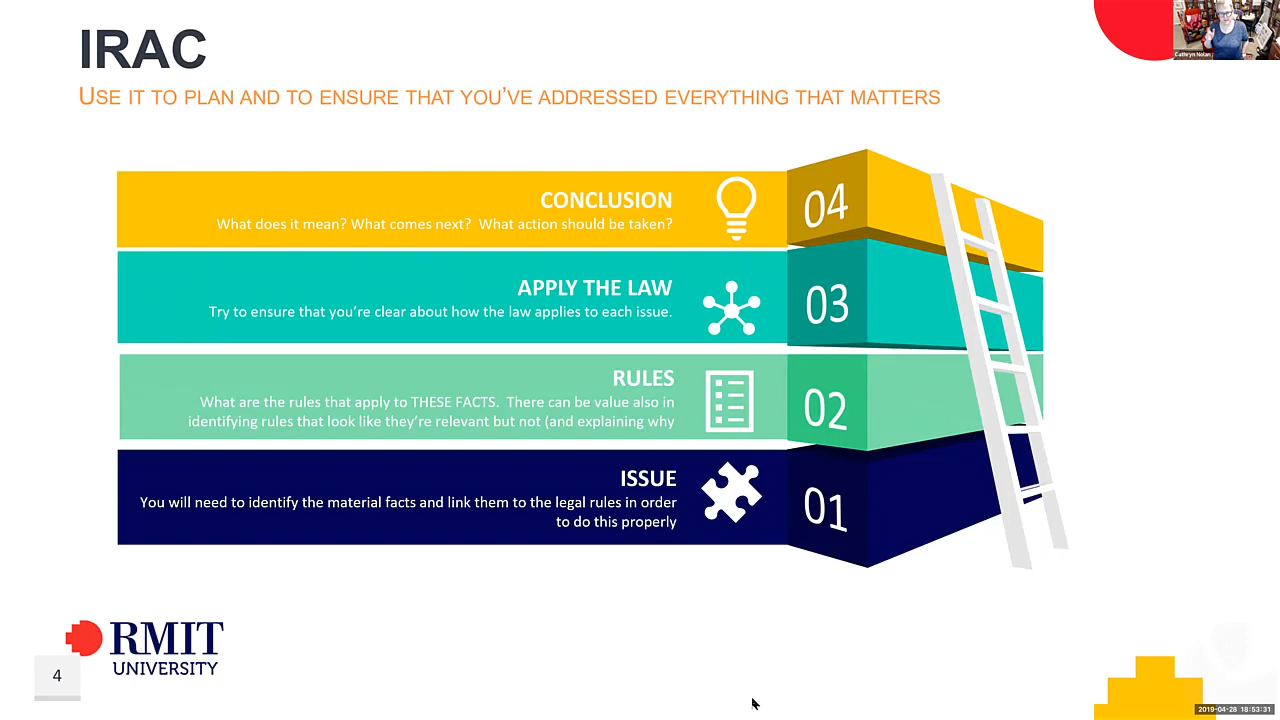 IRAC
USE IT TO PLAN AND TO ENSURE THAT YOU'VE ADDRESSED EVERYTHING THAT MATTERS
Cathryn Nolan
CONCLUSION
What does it mean? What comes next?  What action should be taken?
04
APPLY THE LAW
Try to ensure that you're clear about how the law applies to each issue.
03
RULES
What are the rules that apply to THESE FACTS.  There can be value also in
identifying rules that look like they're relevant but not (and explaining why
02
ISSUE
You will need to identify the material facts and link them to the legal rules in order
to do this properly
01
RMIT
UNIVERSITY
4
2019-04-28 18:53:31